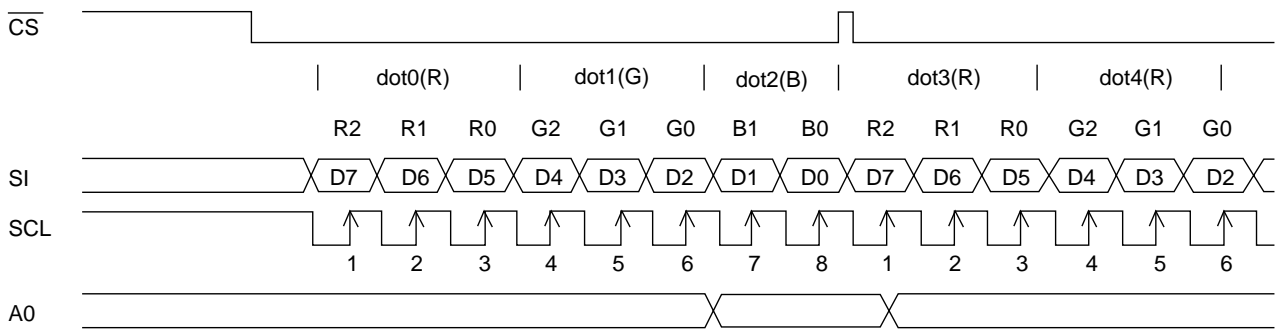 CS
dot0(R) dot1(G) dot2(B) dot3(R) dot4(R)
R2 R1 R0 G2 G1 G0 B1 B0 R2 R1 R0 G2 G1 G0
SI D7 D6 D5 D4 D3 D2 D1 D0 D7 D6 D5 D4 D3 D2
SCL
1 2 3 4 5 6 7 8 1 2 3 4 5 6
A0